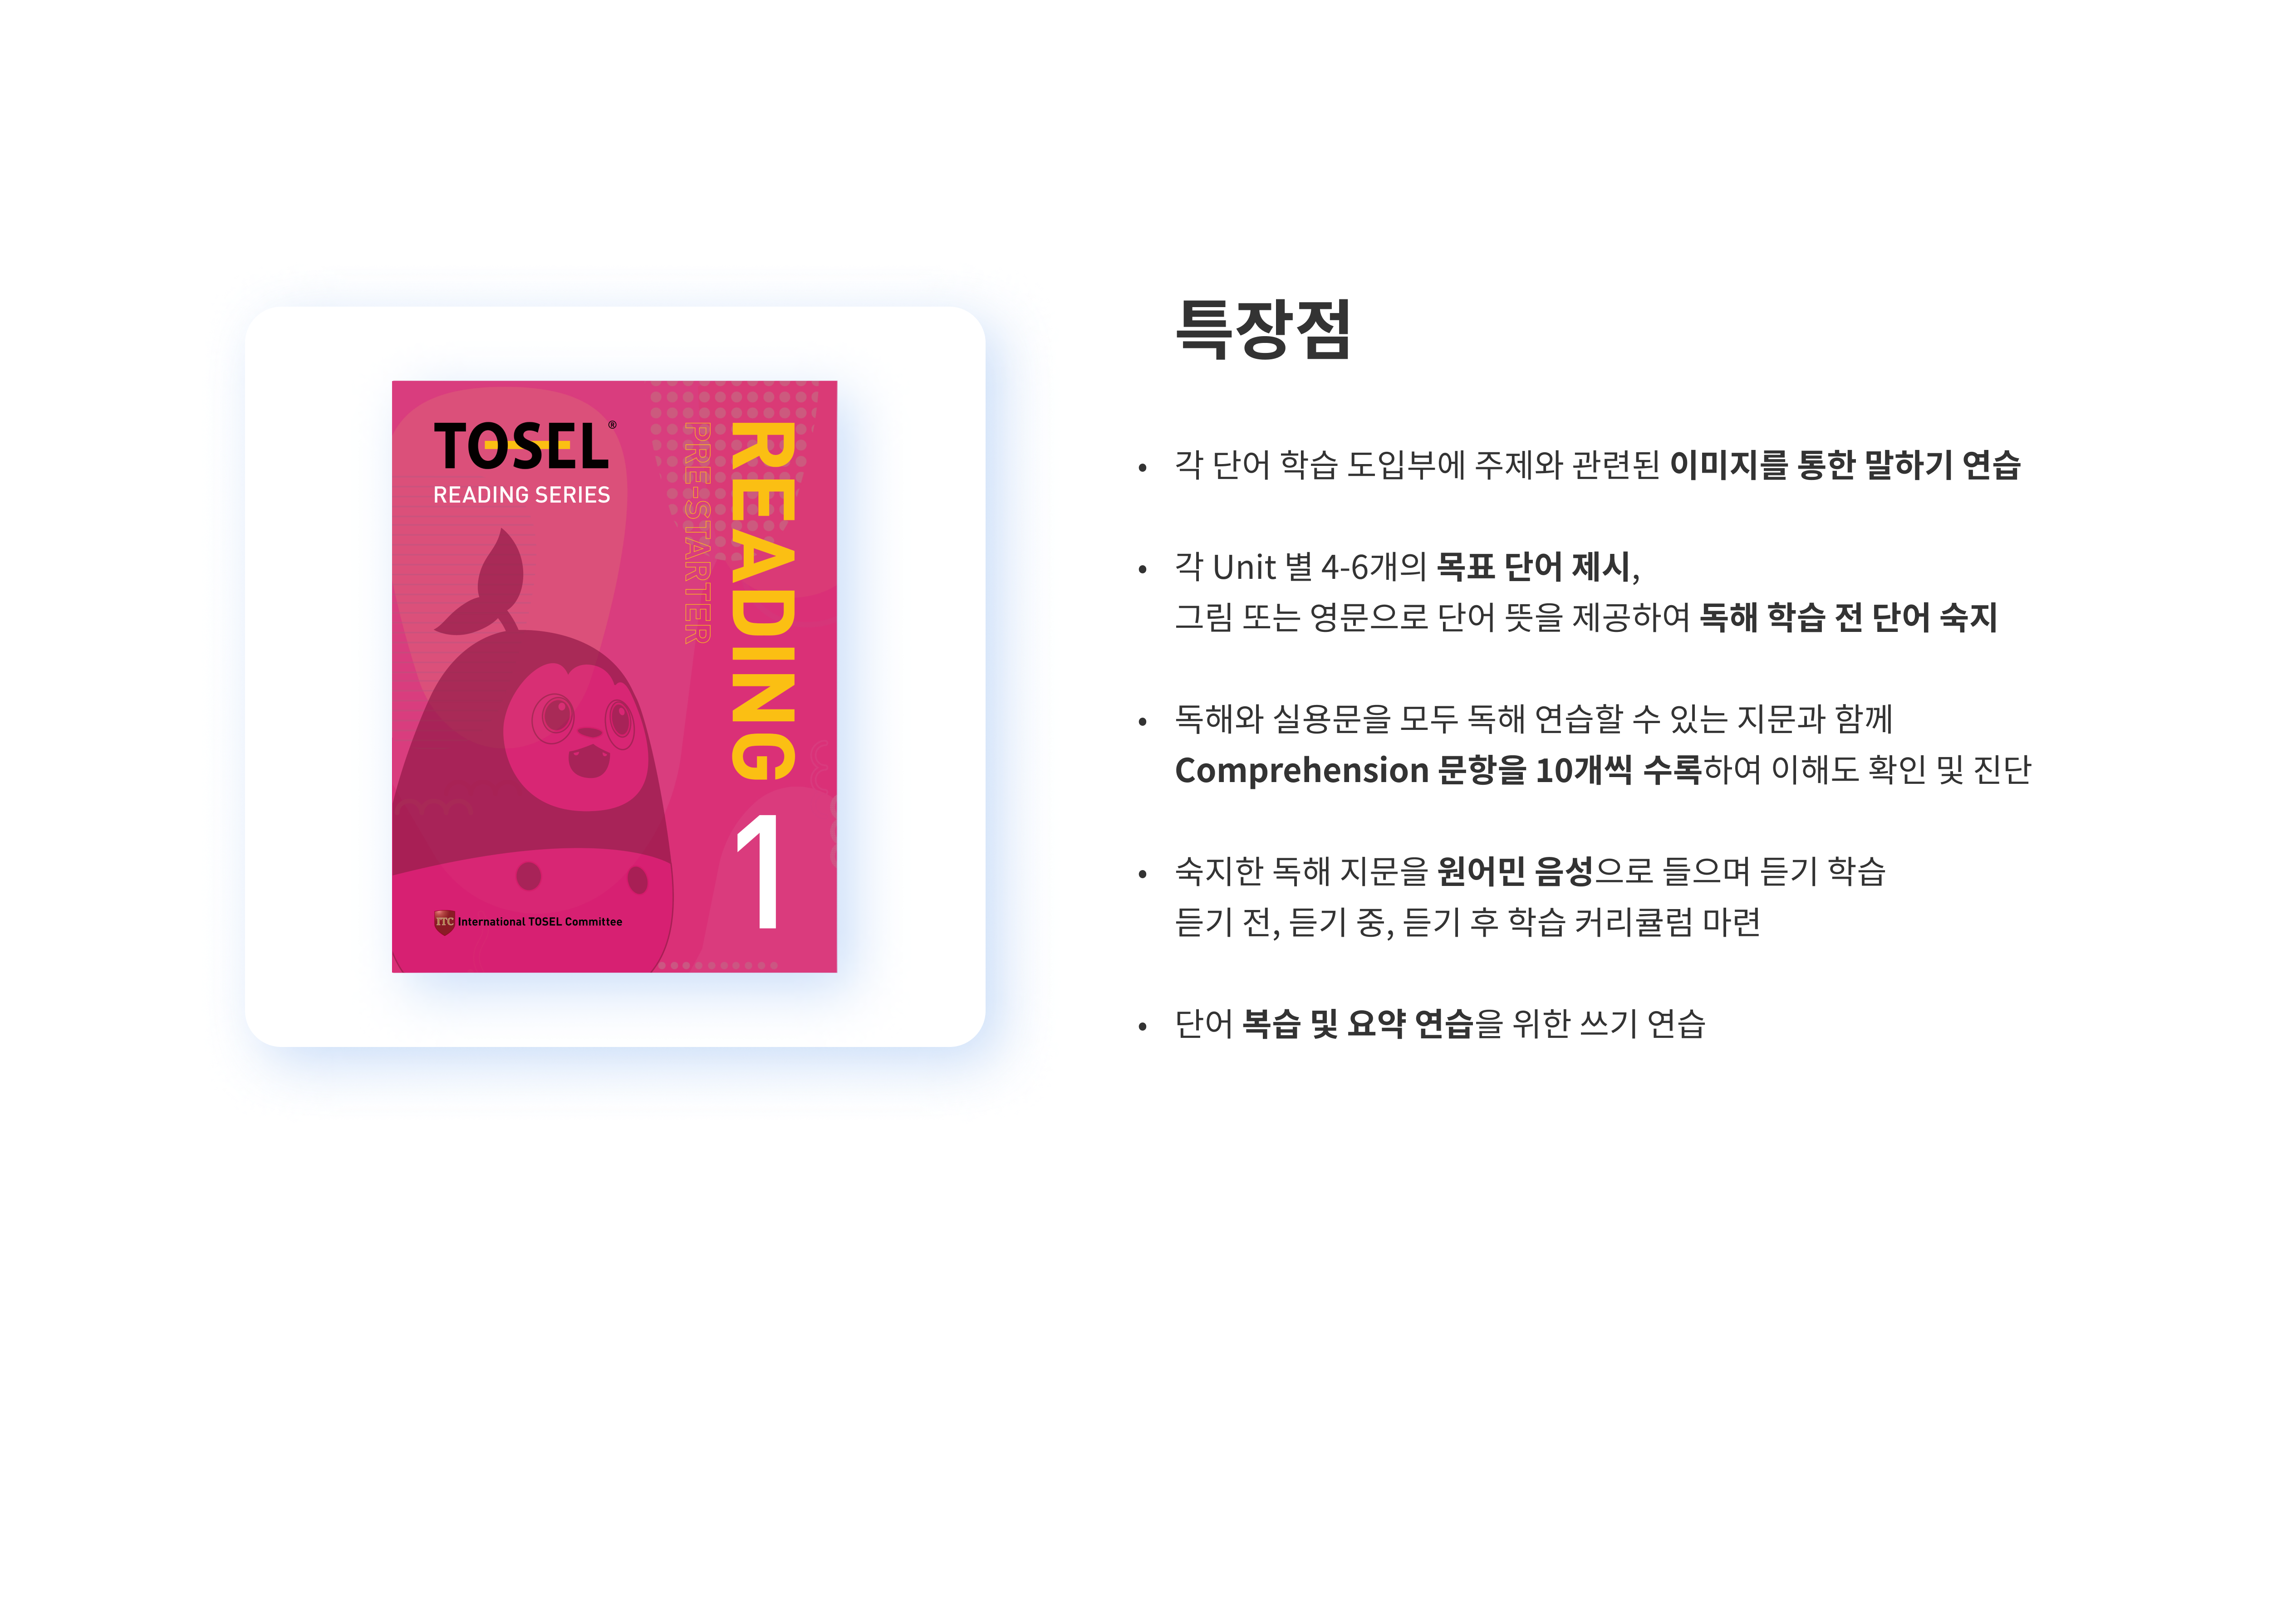 TOSEL®
READING SERIES
PRE-STARTER
READING
1
ITC International TOSEL Committee
특장점
• 각 단어 학습 도입부에 주제와 관련된 이미지를 통한 말하기 연습
• 각 Unit 별 4-6개의 목표 단어 제시,
그림 또는 영문으로 단어 뜻을 제공하여 독해 학습 전 단어 숙지
• 독해와 실용문을 모두 독해 연습할 수 있는 지문과 함께
Comprehension 문항을 10개씩 수록하여 이해도 확인 및 진단
• 숙지한 독해 지문을 원어민 음성으로 들으며 듣기 학습
듣기 전, 듣기 중, 듣기 후 학습 커리큘럼 마련
• 단어 복습 및 요약 연습을 위한 쓰기 연습